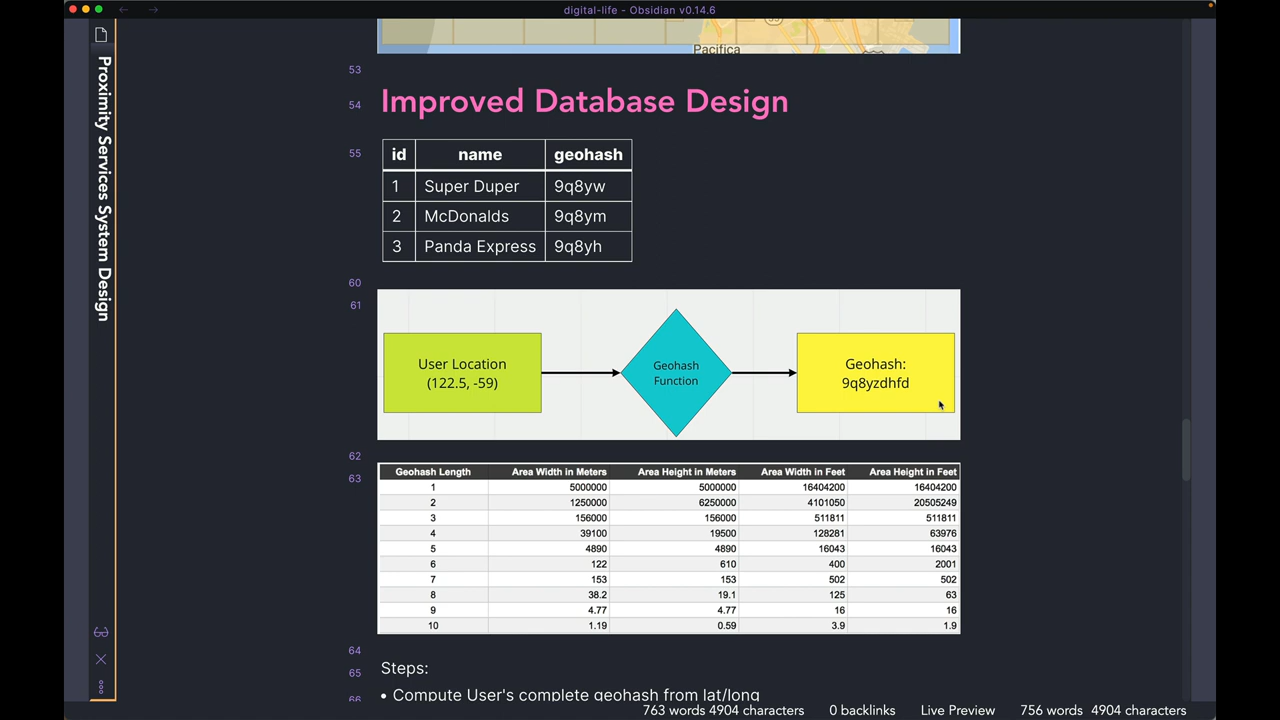 digital-life - Obsidian v0.14.6
Proximity Services System Design
Pacifica
53
54
Improved Database Design
55
id name geohash
1 Super Duper 9q8yw
2 McDonalds 9q8ym
3 Panda Express 9q8yh
60
61
User Location
(122.5, -59)
Geohash
Function
Geohash:
9q8yzdhfd
62
63
Geohash Length Area Width in Meters Area Height in Meters Area Width in Feet Area Height in Feet
1 5000000 5000000 16404200 16404200
2 1250000 6250000 4101050 20505249
3 156000 156000 511811 511811
4 39100 19500 128281 63976
5 4890 4890 16043 16043
6 122 610 400 2001
7 153 153 502 502
8 38.2 19.1 125 63
9 4.77 4.77 16 16
10 1.19 0.59 3.9 1.9
64
65
Steps:
66
• Compute User's complete geohash from lat/long
763 words 4904 characters 0 backlinks Live Preview 756 words 4904 characters